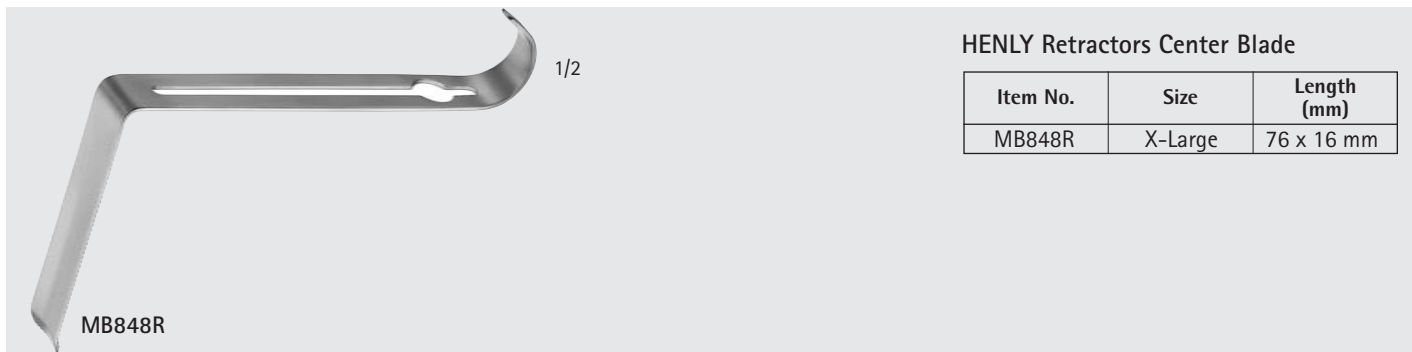 1/2
MB848R
HENLY Retractors Center Blade
Item No. Size Length
(mm)
MB848R X-Large 76 x 16 mm